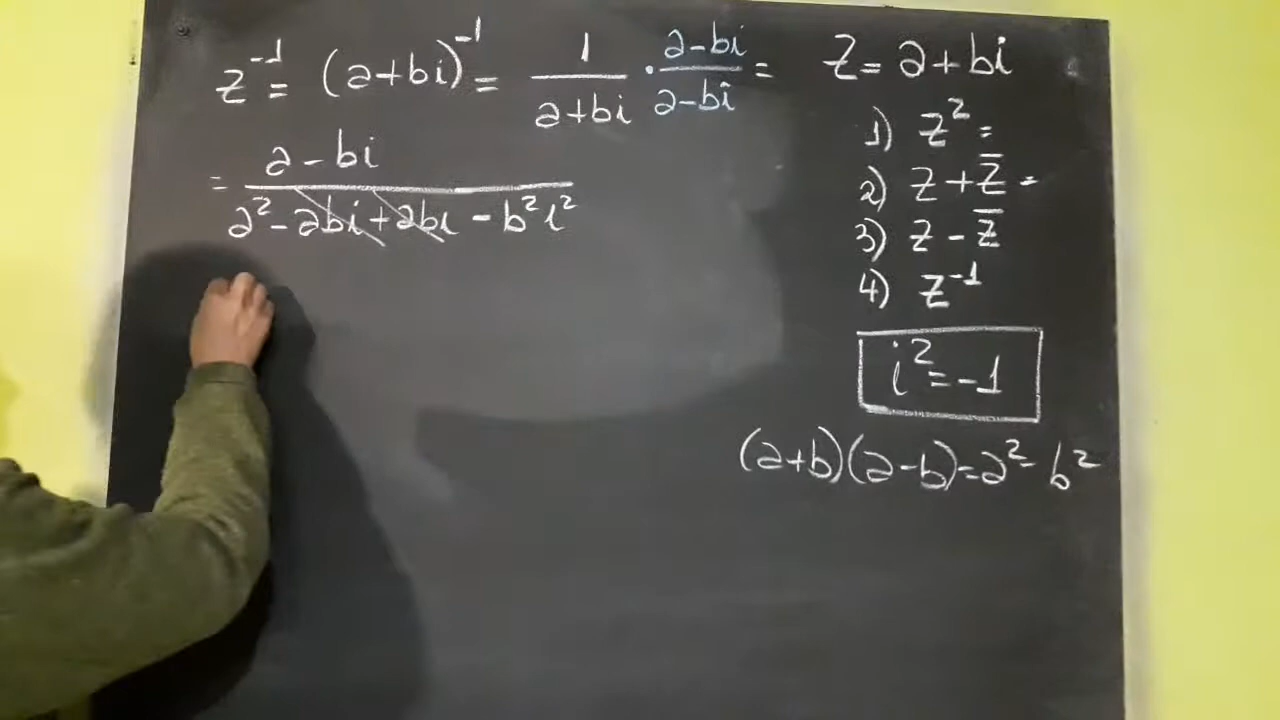 z⁻¹ = (a+bi)⁻¹ = 1/(a+bi) · (a-bi)/(a-bi) =
= (a-bi)/(a² - abi + abi - b²i²)
z = a+bi
1) z² =
2) z + z̅ =
3) z - z̅
4) z⁻¹
i² = -1
(a+b)(a-b)=a²-b²